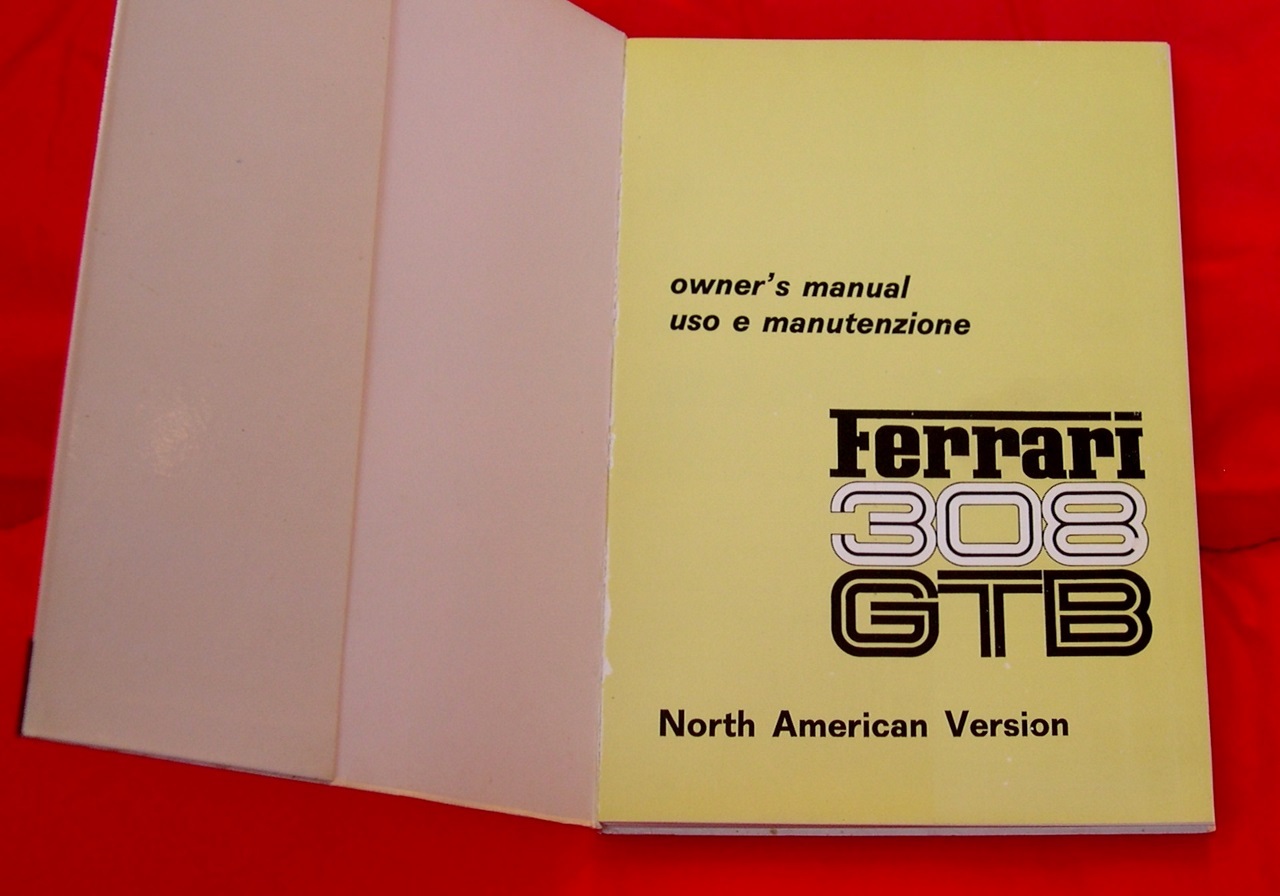 owner's manual
uso e manutenzione
Ferrari
308
GTB
North American Version